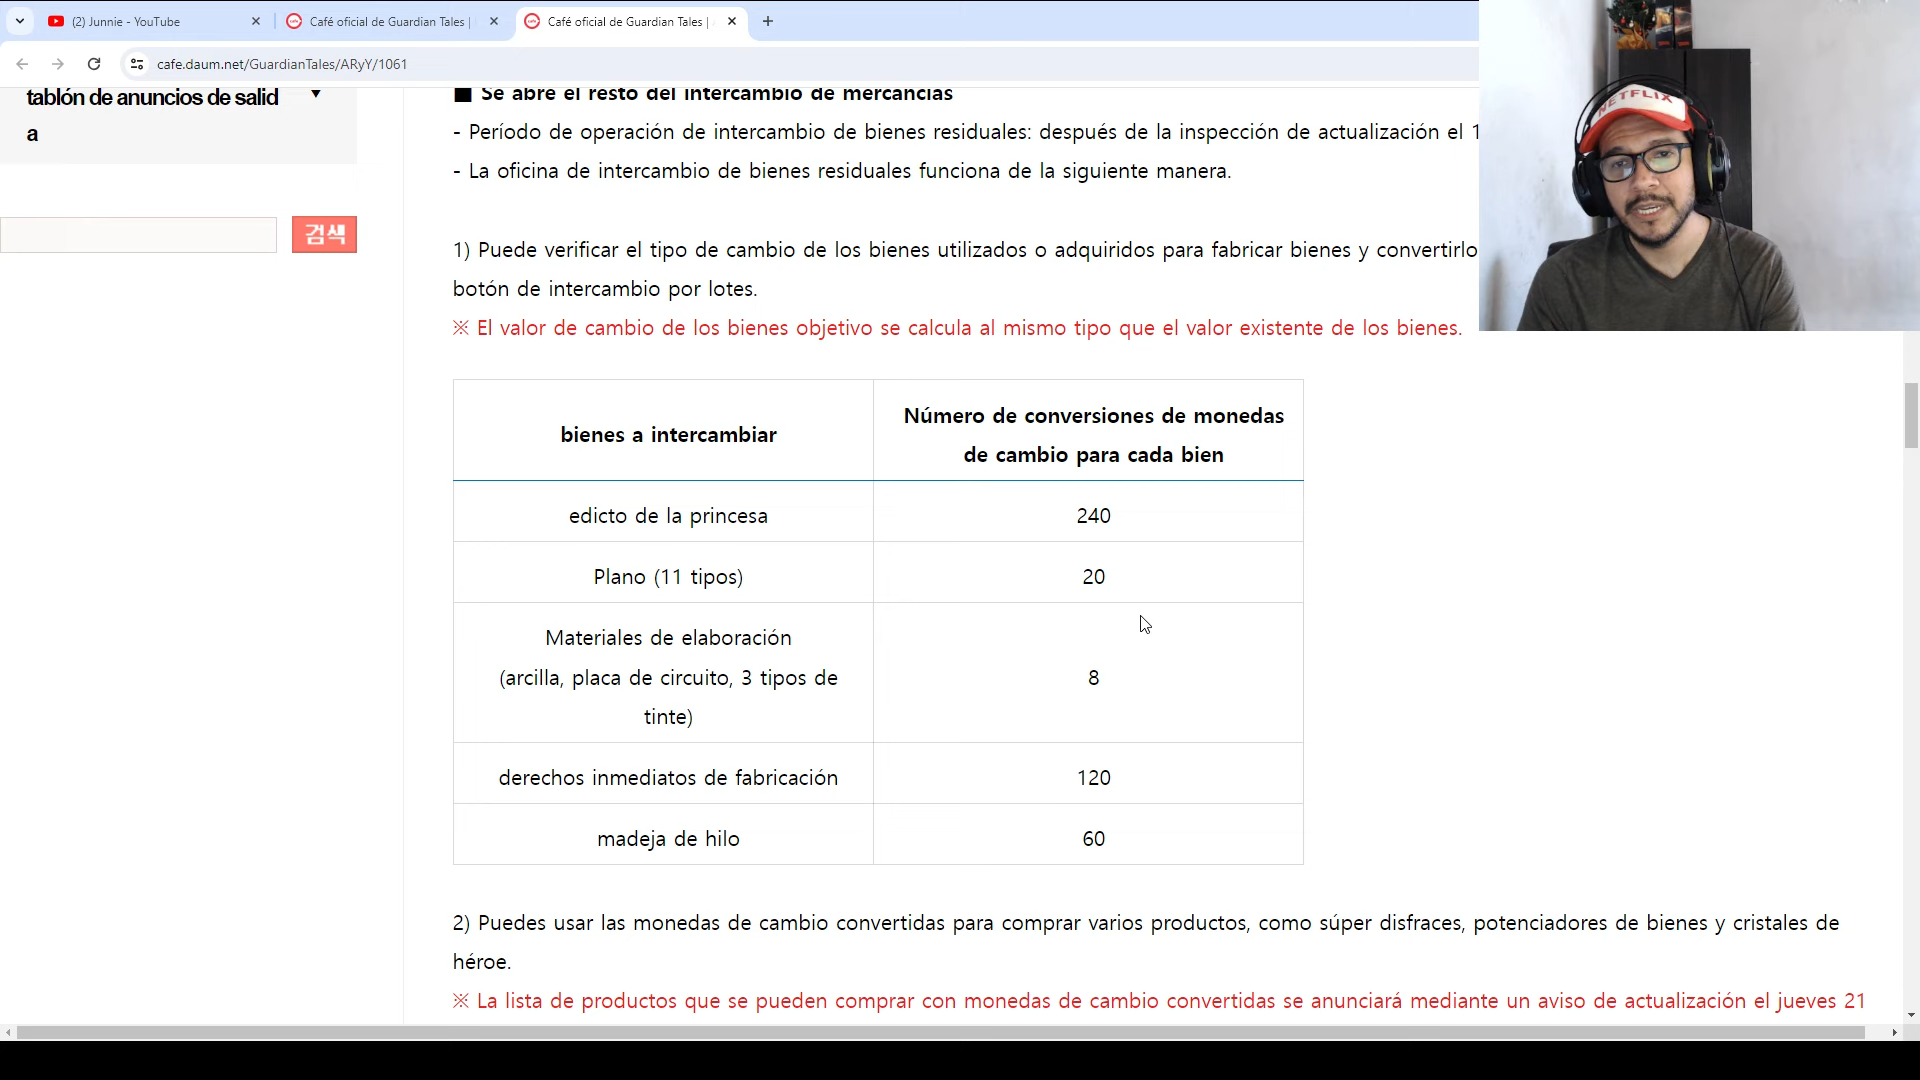 (2) Junnie - YouTube
Café oficial de Guardian Tales |
Café oficial de Guardian Tales |
cafe.daum.net/GuardianTales/ARyY/1061
NETFLIX
tablón de anuncios de salid
a
검색
■ Se abre el resto del intercambio de mercancías
- Período de operación de intercambio de bienes residuales: después de la inspección de actualización el 1
- La oficina de intercambio de bienes residuales funciona de la siguiente manera.
1) Puede verificar el tipo de cambio de los bienes utilizados o adquiridos para fabricar bienes y convertirlo
botón de intercambio por lotes.
※ El valor de cambio de los bienes objetivo se calcula al mismo tipo que el valor existente de los bienes.
bienes a intercambiar
Número de conversiones de monedas
de cambio para cada bien
edicto de la princesa
240
Plano (11 tipos)
20
Materiales de elaboración
(arcilla, placa de circuito, 3 tipos de
tinte)
8
derechos inmediatos de fabricación
120
madeja de hilo
60
2) Puedes usar las monedas de cambio convertidas para comprar varios productos, como súper disfraces, potenciadores de bienes y cristales de
héroe.
※ La lista de productos que se pueden comprar con monedas de cambio convertidas se anunciará mediante un aviso de actualización el jueves 21